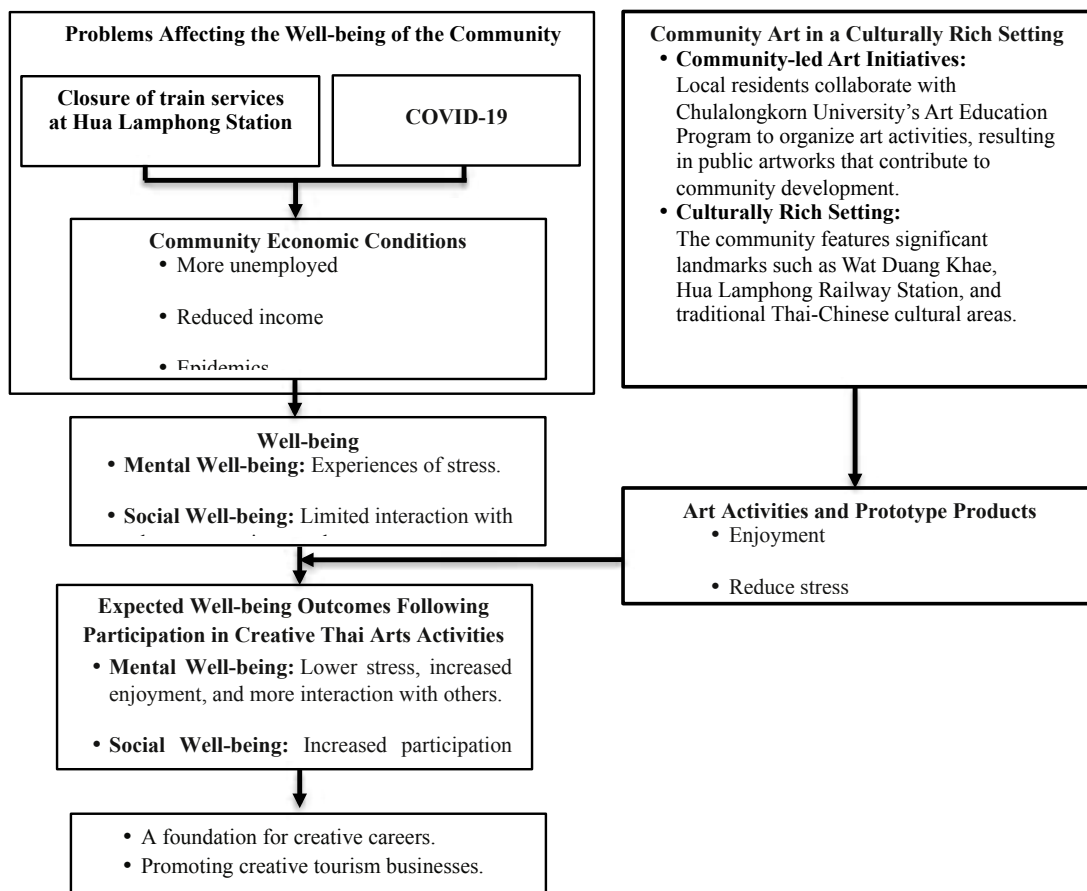 Problems Affecting the Well-being of the Community
Closure of train services
at Hua Lamphong Station
COVID-19
Community Economic Conditions
• More unemployed
• Reduced income
• Epidemics
Well-being
• Mental Well-being: Experiences of stress.
• Social Well-being: Limited interaction with
Community Art in a Culturally Rich Setting
• Community-led Art Initiatives:
Local residents collaborate with
Chulalongkorn University’s Art Education
Program to organize art activities, resulting
in public artworks that contribute to
community development.
• Culturally Rich Setting:
The community features significant
landmarks such as Wat Duang Khae,
Hua Lamphong Railway Station, and
traditional Thai-Chinese cultural areas.
Art Activities and Prototype Products
• Enjoyment
• Reduce stress
Expected Well-being Outcomes Following
Participation in Creative Thai Arts Activities
• Mental Well-being: Lower stress, increased
enjoyment, and more interaction with others.
• Social Well-being: Increased participation
• A foundation for creative careers.
• Promoting creative tourism businesses.